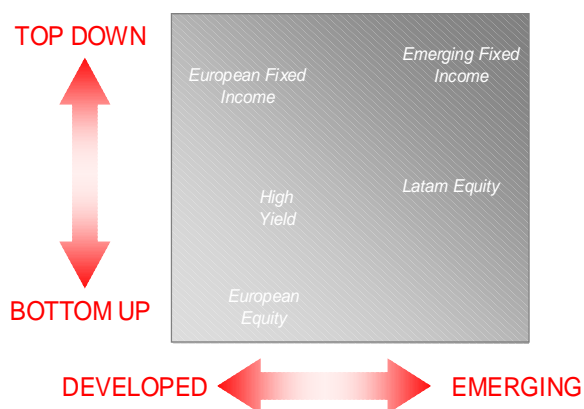 TOP DOWN
Emerging Fixed
Income
European Fixed
Income
High
Yield
Latam Equity
European
Equity
BOTTOM UP
DEVELOPED
EMERGING